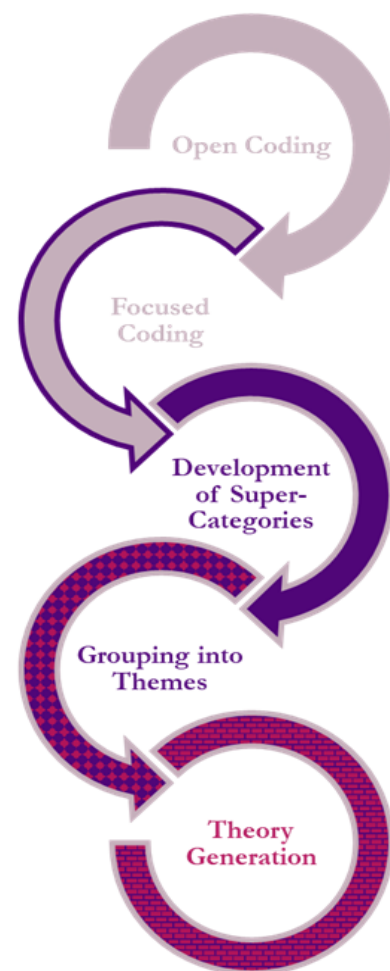 Open Coding
Focused
Coding
Development
of Super-
Categories
Grouping into
Themes
Theory
Generation